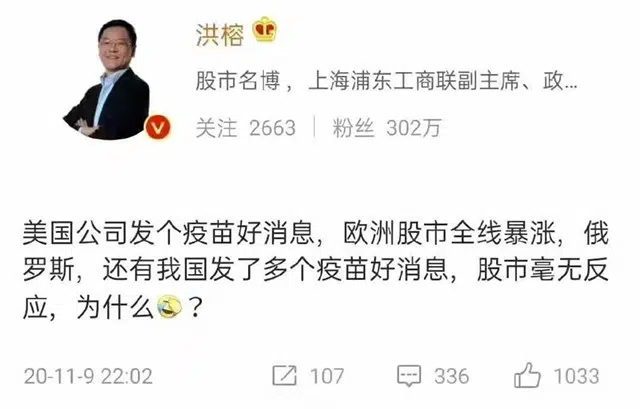 洪榕
股市名博，上海浦东工商联副主席、政...
关注 2663 | 粉丝 302万
美国公司发个疫苗好消息，欧洲股市全线暴涨，俄
罗斯，还有我国发了多个疫苗好消息，股市毫无反
应，为什么🤣？
20-11-9 22:02 107 336 1033